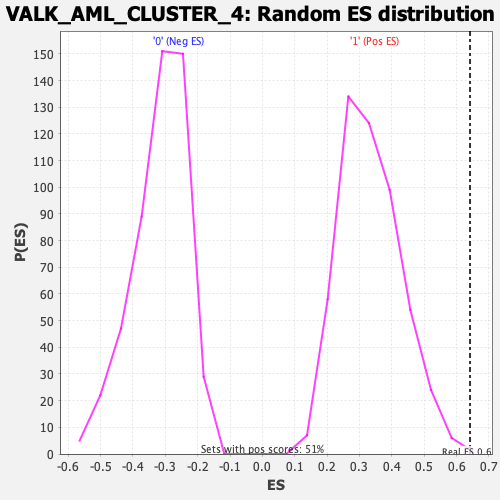 VALK_AML_CLUSTER_4: Random ES distribution
'0' (Neg ES)
'1' (Pos ES)
150
140
130
120
110
100
90
80
70
60
50
40
30
20
10
0
P(ES)
Sets with pos scores: 51%
Real ES 0.6
-0.6 -0.5 -0.4 -0.3 -0.2 -0.1 0.0 0.1 0.2 0.3 0.4 0.5 0.6 0.7
ES